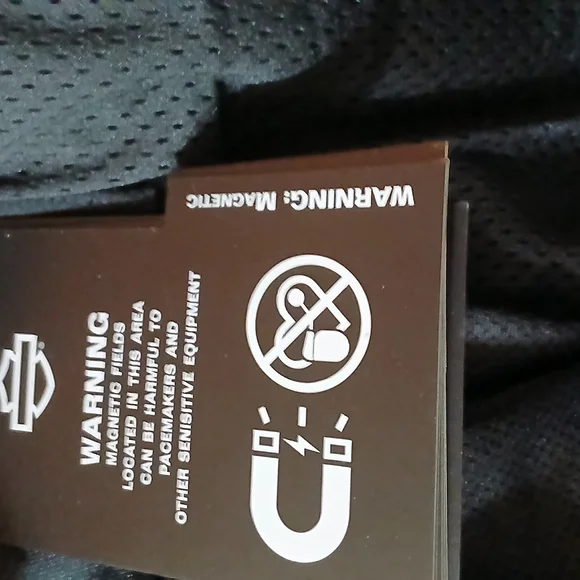 WARNING: MAGNETIC
WARNING
MAGNETIC FIELDS
LOCATED IN THIS AREA
CAN BE HARMFUL TO
PACEMAKERS AND
OTHER SENISITIVE EQUIPMENT